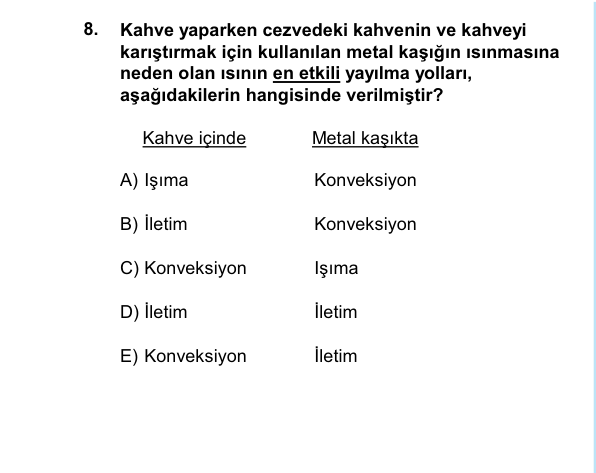 8. Kahve yaparken cezvedeki kahvenin ve kahveyi
karıştırmak için kullanılan metal kaşığın ısınmasına
neden olan ısının en etkili yayılma yolları,
aşağıdakilerin hangisinde verilmiştir?
Kahve içinde Metal kaşıkta
A) Işıma Konveksiyon
B) İletim Konveksiyon
C) Konveksiyon Işıma
D) İletim İletim
E) Konveksiyon İletim